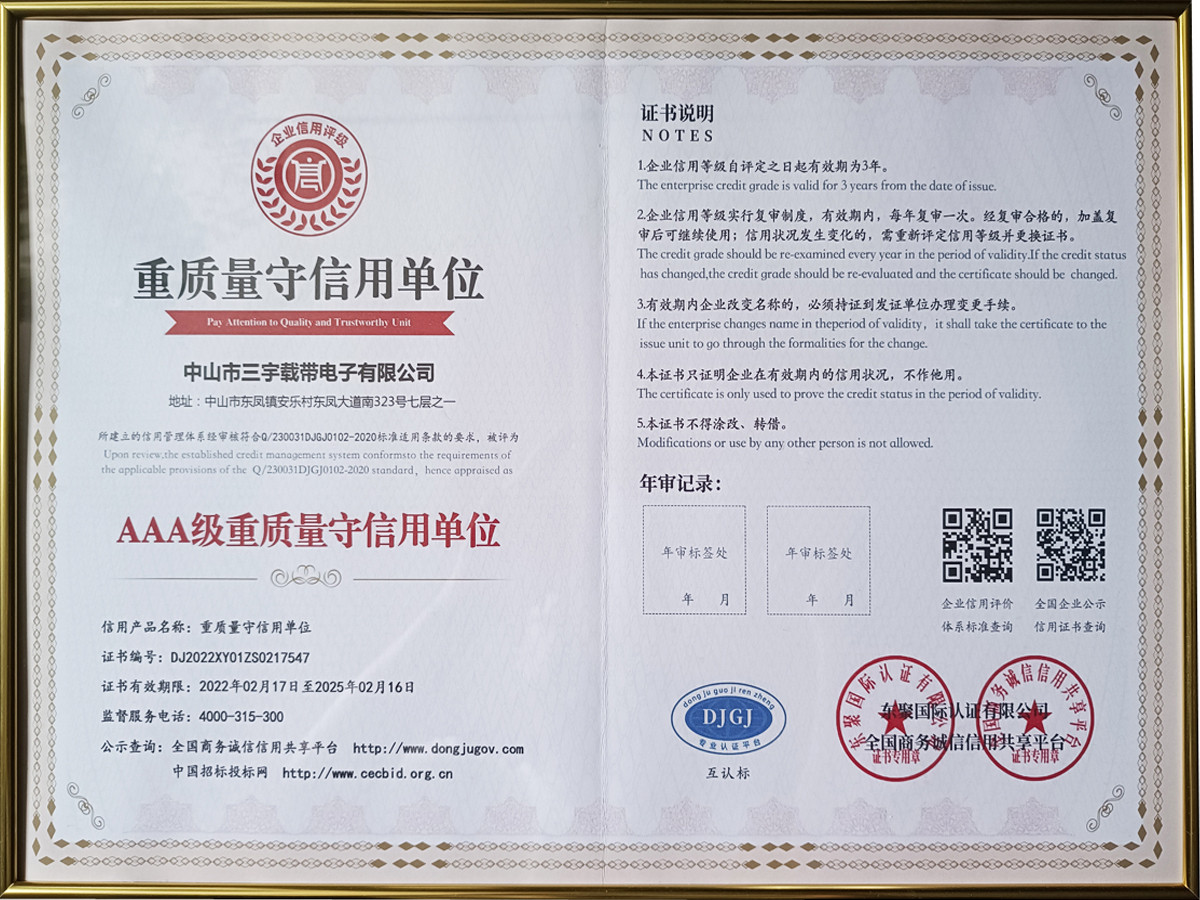 企业信用评级
重质量守信用单位
Pay Attention to Quality and Trustworthy Unit
中山市三宇载带电子有限公司
地址：中山市东凤镇安乐村东凤大道南323号七层之一
所建立的信用管理体系经审核符合Q/230031DJGJ0102-2020标准适用条款的要求，被评为
Upon review,the established credit management system conformsto the requirements of
the applicable provisions of the Q/230031DJGJ0102-2020 standard, hence appraised as
AAA级重质量守信用单位
信用产品名称：重质量守信用单位
证书编号：DJ2022XY01ZS0217547
证书有效期限：2022年02月17日至2025年02月16日
监督服务电话：4000-315-300
公示查询：全国商务诚信信用共享平台 http://www.dongjugov.com
中国招标投标网 http://www.cecbid.org.cn
证书说明
NOTES
1.企业信用等级自评定之日起有效期为3年。
The enterprise credit grade is valid for 3 years from the date of issue.
2.企业信用等级实行复审制度，有效期内，每年复审一次。经复审合格的，加盖复
审后可继续使用；信用状况发生变化的，需重新评定信用等级并更换证书。
The credit grade should be re-examined every year in the period of validity.If the credit status
has changed,the credit grade should be re-evaluated and the certificate should be changed.
3.有效期内企业改变名称的，必须持证到发证单位办理变更手续。
If the enterprise changes name in theperiod of validity, it shall take the certificate to the
issue unit to go through the formalities for the change.
4.本证书只证明企业在有效期内的信用状况，不作他用。
The certificate is only used to prove the credit status in the period of validity.
5.本证书不得涂改、转借。
Modifications or use by any other person is not allowed.
年审记录：
年审标签处 年审标签处
年 月 年 月
企业信用评价 全国企业公示
体系标准查询 信用证书查询
dong ju guo ji ren zheng
DJGJ
专业认证平台
互认标
东聚国际认证有限公司
全国商务诚信信用共享平台
东聚国际认证有限公司
证书专用章
全国商务诚信信用共享平台
证书专用章